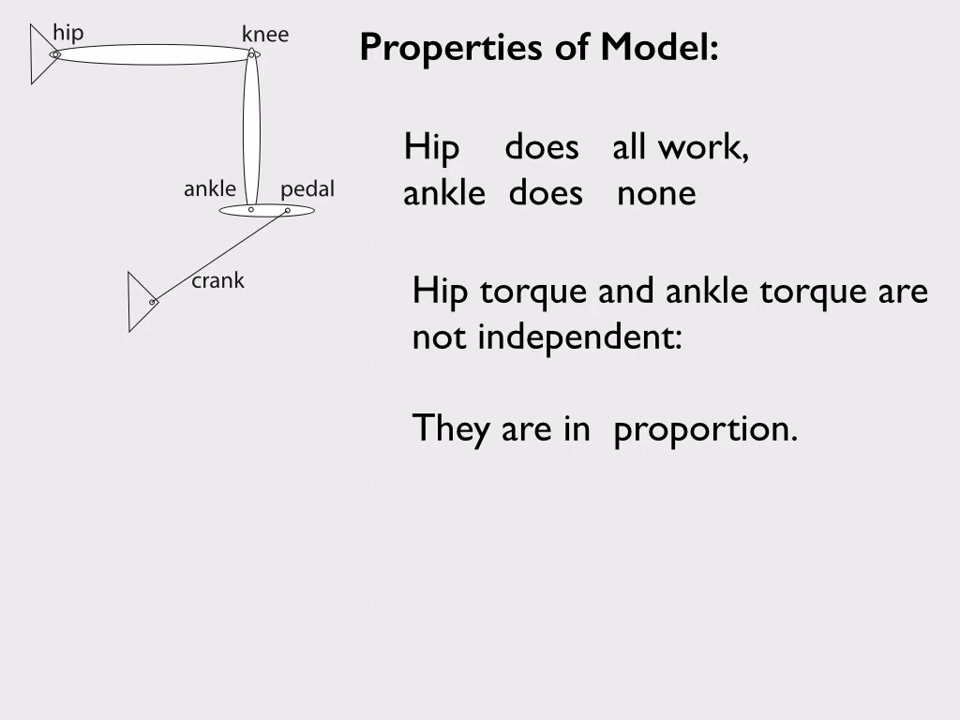 hip
knee
Properties of Model:
Hip does all work,
ankle does none
ankle
pedal
crank
Hip torque and ankle torque are
not independent:
They are in proportion.